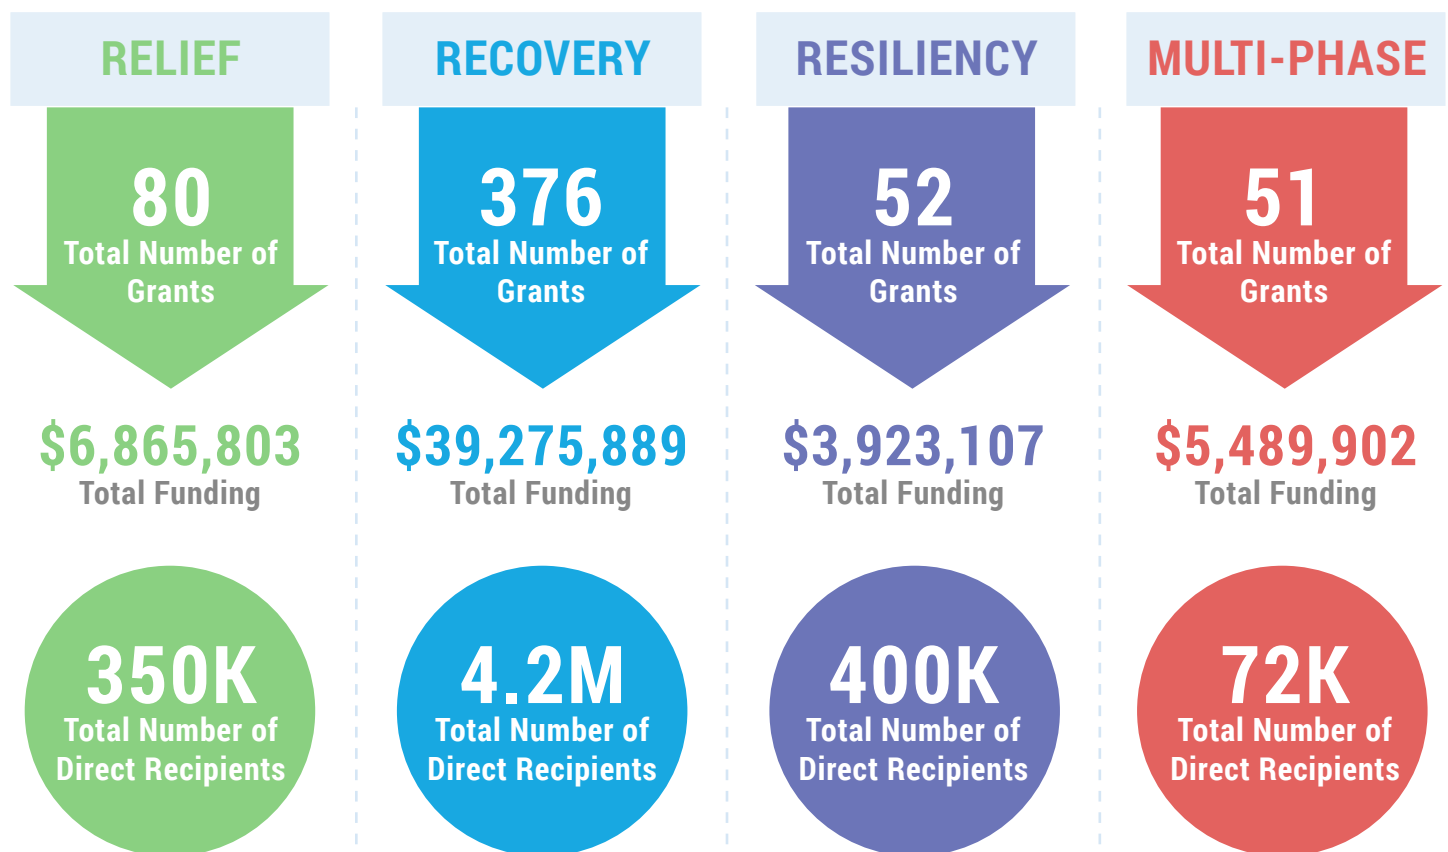 RELIEF
80
Total Number of
Grants
$6,865,803
Total Funding
350K
Total Number of
Direct Recipients
RECOVERY
376
Total Number of
Grants
$39,275,889
Total Funding
4.2M
Total Number of
Direct Recipients
RESILIENCY
52
Total Number of
Grants
$3,923,107
Total Funding
400K
Total Number of
Direct Recipients
MULTI-PHASE
51
Total Number of
Grants
$5,489,902
Total Funding
72K
Total Number of
Direct Recipients